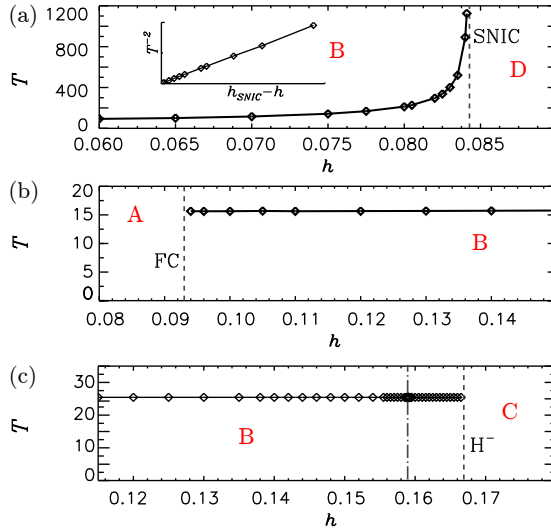 (a)
1200
800
400
0
T
T⁻²
h_SNIC−h
B
SNIC
D
0.060 0.065 0.070 0.075 0.080 0.085
h
(b)
20
15
10
5
0
0
T
A
FC
B
0.08 0.09 0.10 0.11 0.12 0.13 0.14
h
(c)
30
20
10
0
T
B
C
H⁻
0.12 0.13 0.14 0.15 0.16 0.17
h